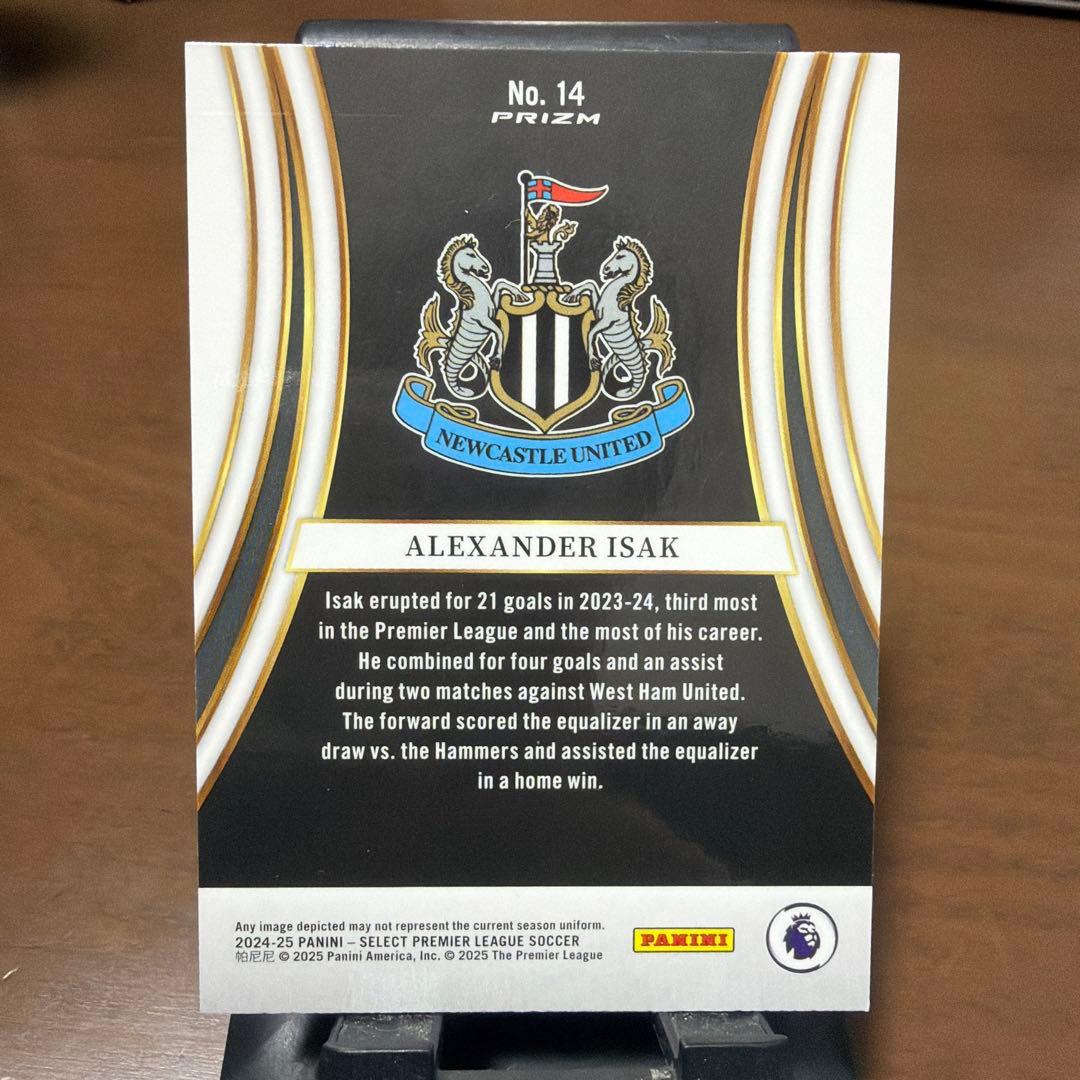 No. 14
PRIZM
NEWCASTLE UNITED
ALEXANDER ISAK
Isak erupted for 21 goals in 2023-24, third most
in the Premier League and the most of his career.
He combined for four goals and an assist
during two matches against West Ham United.
The forward scored the equalizer in an away
draw vs. the Hammers and assisted the equalizer
in a home win.
Any image depicted may not represent the current season uniform.
2024-25 PANINI – SELECT PREMIER LEAGUE SOCCER
帕尼尼 © 2025 Panini America, Inc. © 2025 The Premier League
PANINI